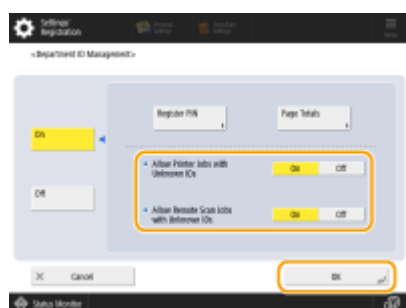 Settings/
Registration
<Department ID Management>
Register PIN
Page Totals
On
Allow Printer Jobs with
Unknown IDs
On
Off
Off
Allow Remote Scan Jobs
with Unknown IDs
On
Off
Cancel
OK
Status Monitor